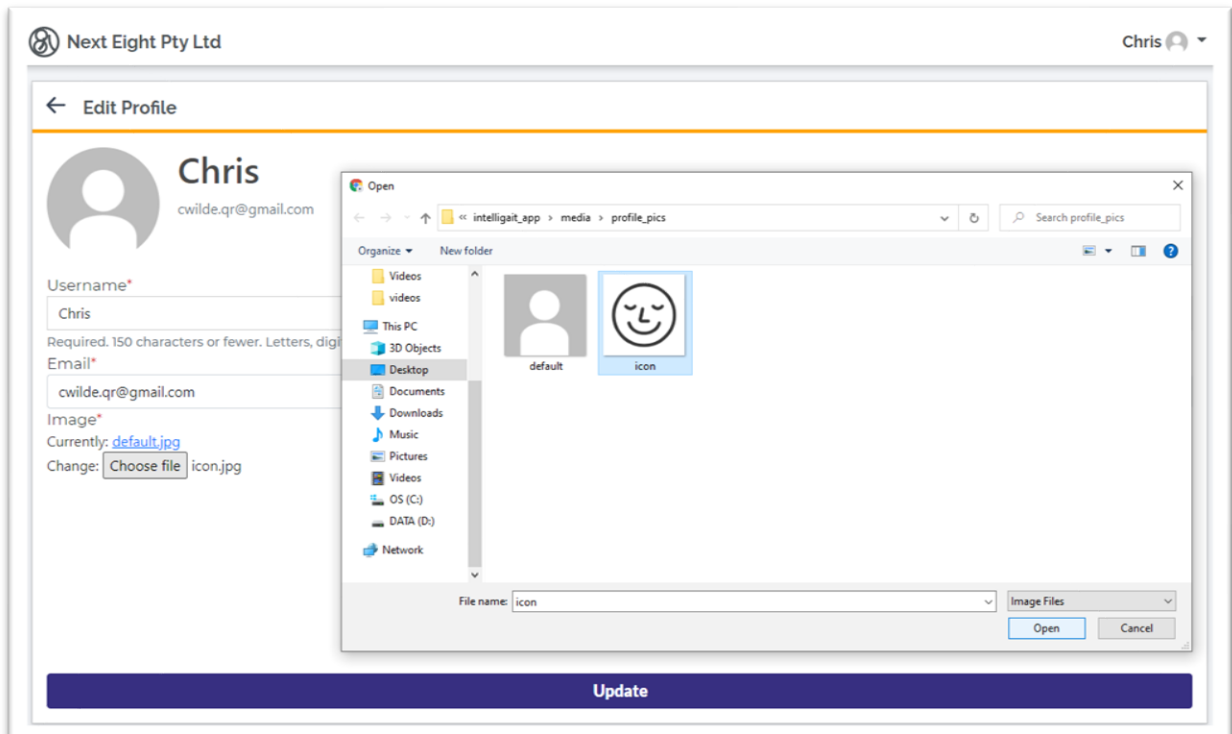 Next Eight Pty Ltd
Chris
Edit Profile
Chris
cwilde.qr@gmail.com
Username*
Chris
Required. 150 characters or fewer. Letters, digi
Email*
cwilde.qr@gmail.com
Image*
Currently: default.jpg
Change: Choose file icon.jpg
Open
« intelligait_app > media > profile_pics
Search profile_pics
Organize
New folder
Videos
videos
This PC
3D Objects
Desktop
Documents
Downloads
Music
Pictures
Videos
OS (C:)
DATA (D:)
Network
default
icon
File name: icon
Image Files
Open
Cancel
Update